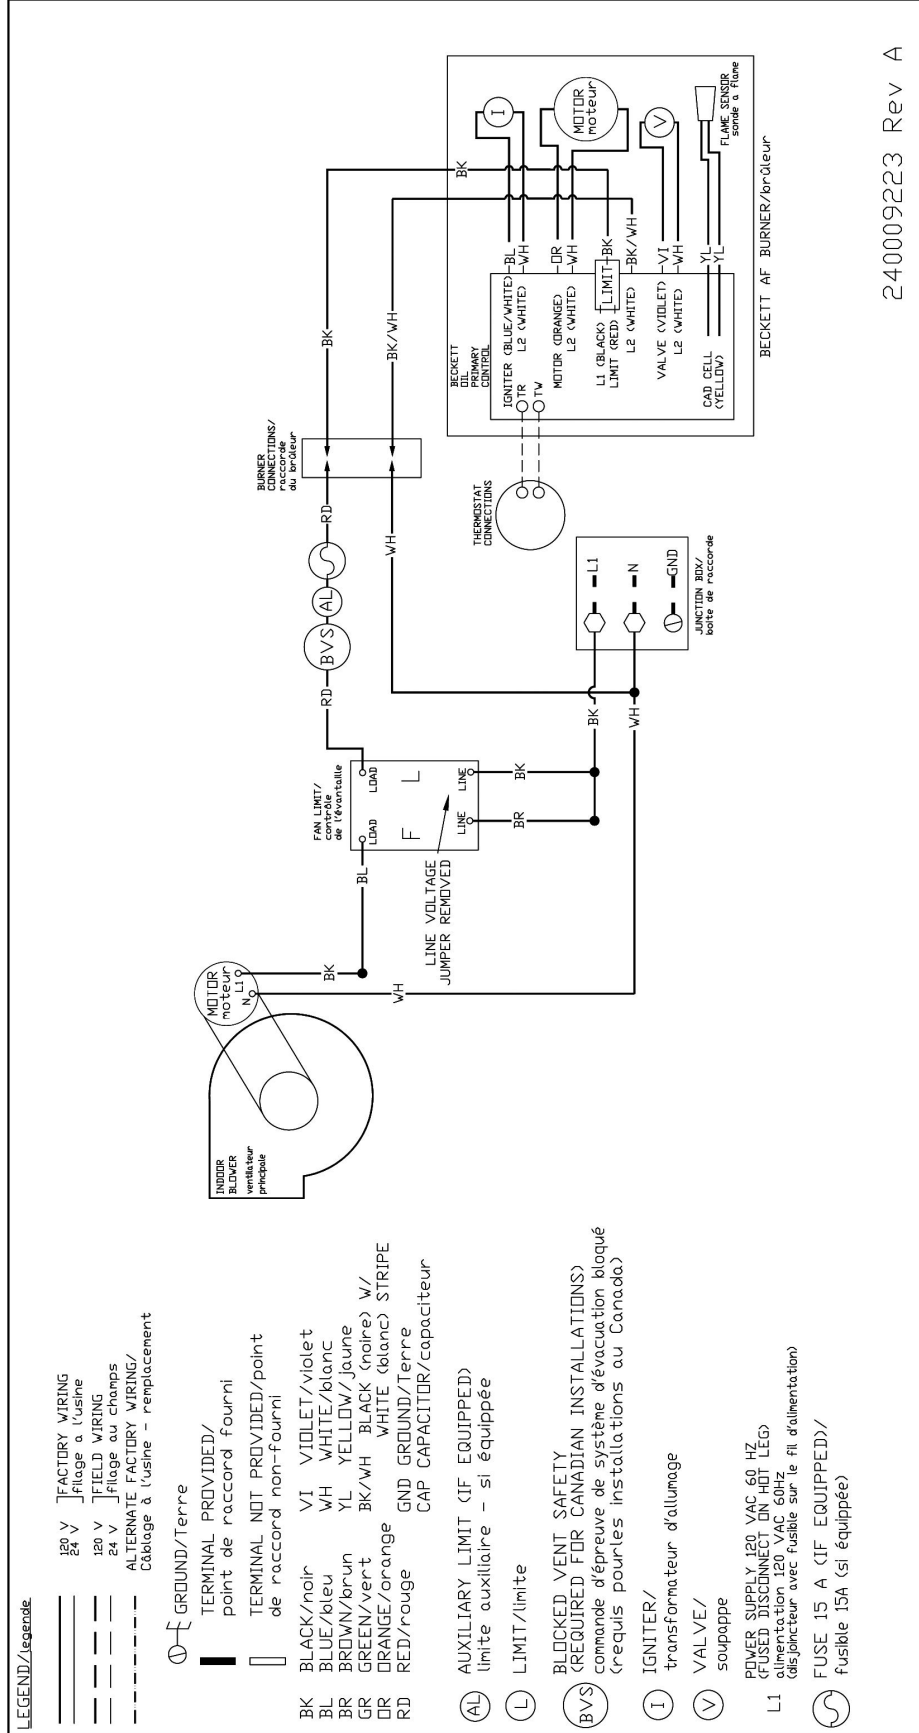 LEGEND/legende
120 V ]FACTORY WIRING
24 V ]filage a l'usine
120 V ]FIELD WIRING
24 V ]filage au champs
ALTERNATE FACTORY WIRING/
Câblage à l'usine - remplacement
GROUND/Terre
TERMINAL PROVIDED/
point de raccord fourni
TERMINAL NOT PROVIDED/point
de raccord non-fourni
BK BLACK/noir
BL BLUE/bleu
BR BROWN/brun
GR GREEN/vert
OR ORANGE/orange
RD RED/rouge
VI VIOLET/violet
WH WHITE/blanc
YL YELLOW/jaune
BK/WH BLACK (noire) W/
WHITE (blanc) STRIPE
GND GROUND/Terre
CAP CAPACITOR/capaciteur
AL AUXILIARY LIMIT (IF EQUIPPED)
limite auxiliaire - si équippée
L LIMIT/limite
BVS BLOCKED VENT SAFETY
(REQUIRED FOR CANADIAN INSTALLATIONS)
commande d'épreuve de système d'évacuation bloqué
(requis pourles installations au Canada)
I IGNITER/
transformateur d'allumage
V VALVE/
soupappe
L1 POWER SUPPLY 120 VAC 60 HZ
(FUSED DISCONNECT ON HOT LEG)
alimentation 120 VAC 60Hz
(disjoincteur avec fusible sur le fil d'alimentation)
FUSE 15 A (IF EQUIPPED)/
fusible 15A (si équippée)
INDOOR
BLOWER
ventilateur
principale
MOTOR
moteur
L1
N
BK
WH
BL
FAN LIMIT/
contrôle
de l'évantaille
LOAD
LOAD
F
L
LINE
LINE
LINE VOLTAGE
JUMPER REMOVED
BR
BK
BK
WH
RD
BVS
AL
RD
WH
BURNER
CONNECTIONS/
raccorde
du brûleur
BK
BK/WH
JUNCTION BOX/
boîte de raccorde
L1
N
GND
THERMOSTAT
CONNECTIONS
BECKETT
OIL
PRIMARY
CONTROL
TR
TW
IGNITER (BLUE/WHITE)
L2 (WHITE)
MOTOR (ORANGE)
L2 (WHITE)
L1 (BLACK)
LIMIT (RED)
LIMIT
L2 (WHITE)
VALVE (VIOLET)
L2 (WHITE)
CAD CELL
(YELLOW)
BL
WH
OR
WH
BK
BK/WH
VI
WH
YL
YL
BK
I
MOTOR
moteur
V
FLAME SENSOR
sonde a flame
BECKETT AF BURNER/brûleur
240009223 Rev A